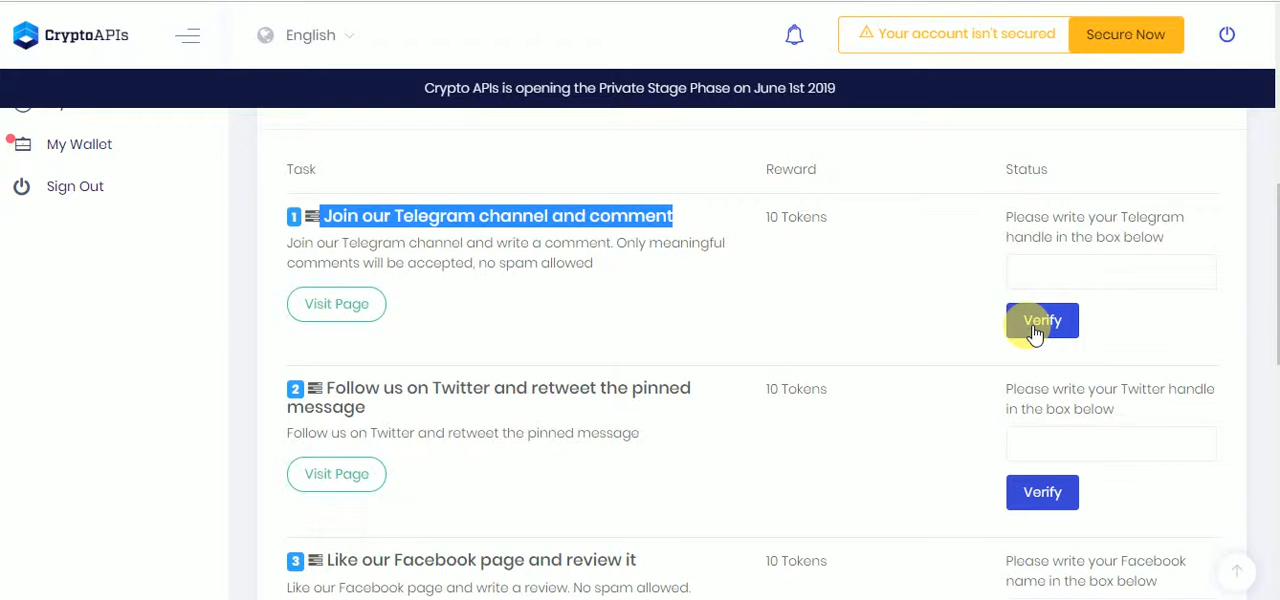 CryptoAPIs
English
Your account isn't secured
Secure Now
Crypto APIs is opening the Private Stage Phase on June 1st 2019
My Wallet
Sign Out
Task Reward Status
1 Join our Telegram channel and comment
10 Tokens
Please write your Telegram
handle in the box below
Join our Telegram channel and write a comment. Only meaningful
comments will be accepted, no spam allowed
Visit Page
Verify
2 Follow us on Twitter and retweet the pinned
message
10 Tokens
Please write your Twitter handle
in the box below
Follow us on Twitter and retweet the pinned message
Visit Page
Verify
3 Like our Facebook page and review it
10 Tokens
Please write your Facebook
name in the box below
Like our Facebook page and write a review. No spam allowed.